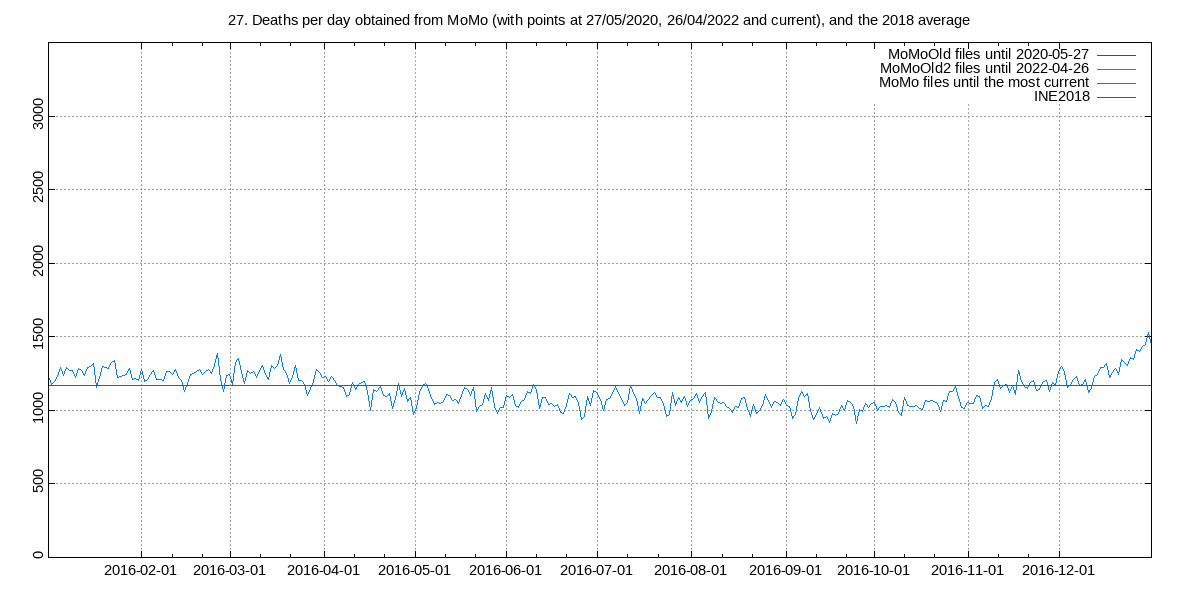 27. Deaths per day obtained from MoMo (with points at 27/05/2020, 26/04/2022 and current), and the 2018 average
MoMoOld files until 2020-05-27
MoMoOld2 files until 2022-04-26
MoMo files until the most current
INE2018
3000
2500
2000
1500
1000
500
0
2016-02-01 2016-03-01 2016-04-01 2016-05-01 2016-06-01 2016-07-01 2016-08-01 2016-09-01 2016-10-01 2016-11-01 2016-12-01